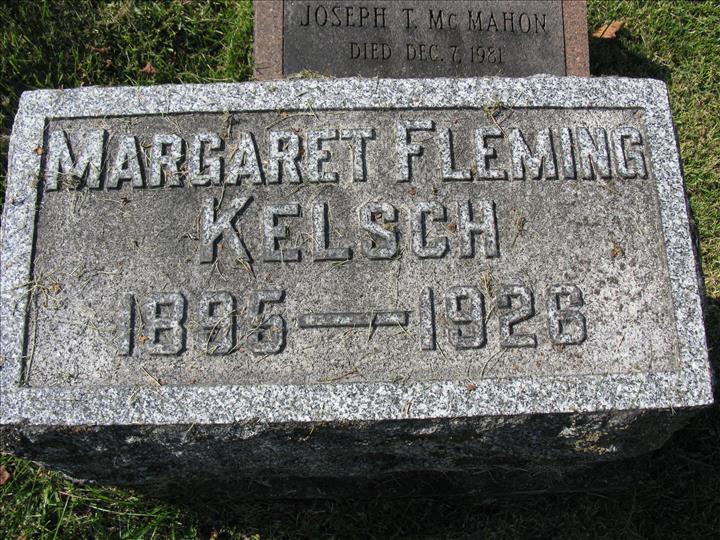 JOSEPH T. MC MAHON
DIED DEC. 7, 1981
MARGARET FLEMING
KELSCH
1895—1926